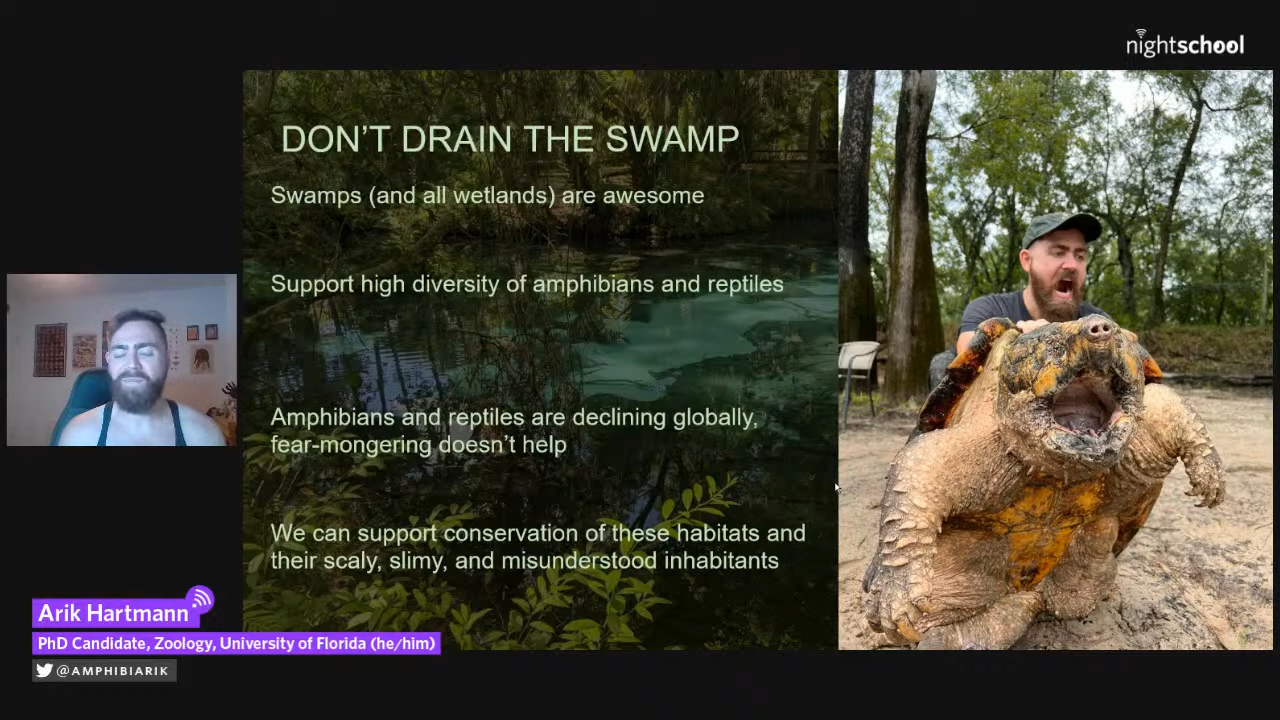 nightschool
DON'T DRAIN THE SWAMP
Swamps (and all wetlands) are awesome
Support high diversity of amphibians and reptiles
Amphibians and reptiles are declining globally,
fear-mongering doesn't help
We can support conservation of these habitats and
their scaly, slimy, and misunderstood inhabitants
Arik Hartmann
PhD Candidate, Zoology, University of Florida (he/him)
@AMPHIBIARIK